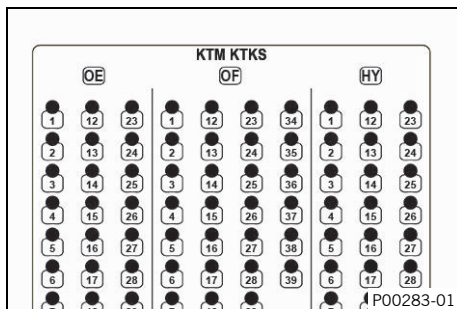 KTM KTKS
OE OF HY
1 12 23 1 12 23 34 1 12 23
2 13 24 2 13 24 35 2 13 24
3 14 25 3 14 25 36 3 14 25
4 15 26 4 15 26 37 4 15 26
5 16 27 5 16 27 38 5 16 27
6 17 28 6 17 28 39 6 17 28
P00283-01